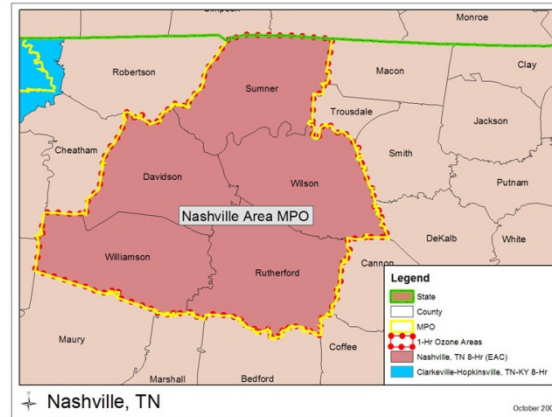 Simpson
Monroe
Robertson
Sumner
Macon
Clay
Trousdale
Jackson
Cheatham
Smith
Davidson
Wilson
Putnam
Nashville Area MPO
DeKalb
White
Williamson
Rutherford
Cannon
Legend
State
County
MPO
1-Hr Ozone Areas
Nashville, TN 8-Hr (EAC)
Clarkeville-Hopkinsville, TN-KY 8-Hr
Maury
Coffee
Marshall
Bedford
Nashville, TN
October